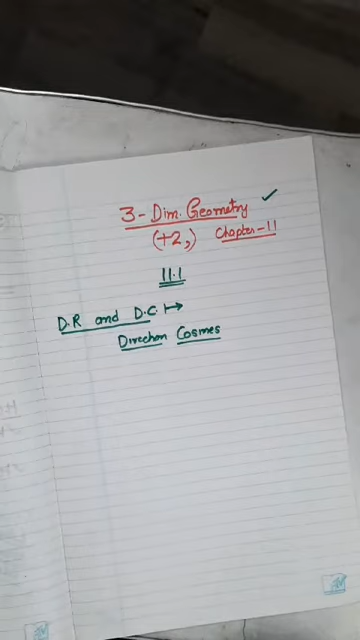 3-Dim. Geometry ✓
(+2,) Chapter-11
11.1
D.R and D.C ↦
Direction Cosines